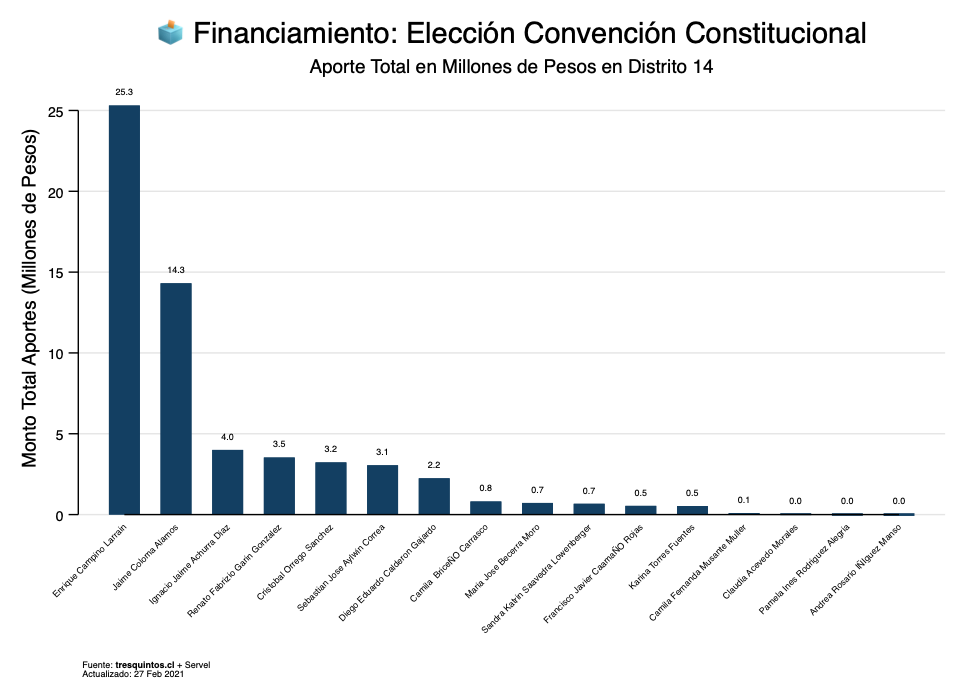 Financiamiento: Elección Convención Constitucional
Aporte Total en Millones de Pesos en Distrito 14
Monto Total Aportes (Millones de Pesos)
25
20
15
10
5
0
25.3
14.3
4.0
3.5
3.2
3.1
2.2
0.8
0.7
0.7
0.5
0.5
0.1
0.0
0.0
0.0
Enrique Campino Larrain
Jaime Coloma Alamos
Ignacio Jaime Achurra Diaz
Renato Fabrizio Garin Gonzalez
Cristobal Orrego Sanchez
Sebastian Jose Aylwin Correa
Diego Eduardo Calderon Gajardo
Camila BriceÑO Carrasco
Maria Jose Becerra Moro
Sandra Katrin Saavedra Lowenberger
Francisco Javier CaamaÑO Rojas
Karina Torres Fuentes
Camila Fernanda Musante Muller
Claudia Acevedo Morales
Pamela Ines Rodriguez Alegria
Andrea Rosario IÑIguez Manso
Fuente: tresquintos.cl + Servel
Actualizado: 27 Feb 2021